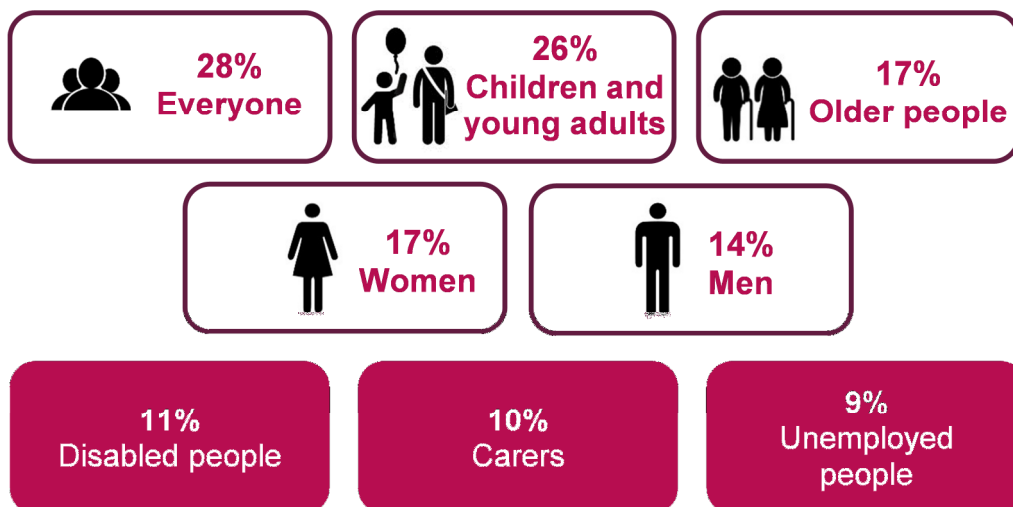 28%
Everyone
26%
Children and
young adults
17%
Older people
17%
Women
14%
Men
11%
Disabled people
10%
Carers
9%
Unemployed
people